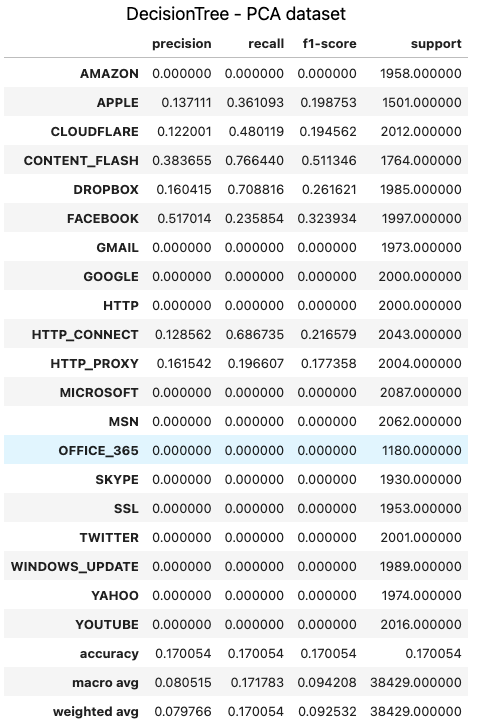 DecisionTree - PCA dataset
precision recall f1-score support
AMAZON 0.000000 0.000000 0.000000 1958.000000
APPLE 0.137111 0.361093 0.198753 1501.000000
CLOUDFLARE 0.122001 0.480119 0.194562 2012.000000
CONTENT_FLASH 0.383655 0.766440 0.511346 1764.000000
DROPBOX 0.160415 0.708816 0.261621 1985.000000
FACEBOOK 0.517014 0.235854 0.323934 1997.000000
GMAIL 0.000000 0.000000 0.000000 1973.000000
GOOGLE 0.000000 0.000000 0.000000 2000.000000
HTTP 0.000000 0.000000 0.000000 2000.000000
HTTP_CONNECT 0.128562 0.686735 0.216579 2043.000000
HTTP_PROXY 0.161542 0.196607 0.177358 2004.000000
MICROSOFT 0.000000 0.000000 0.000000 2087.000000
MSN 0.000000 0.000000 0.000000 2062.000000
OFFICE_365 0.000000 0.000000 0.000000 1180.000000
SKYPE 0.000000 0.000000 0.000000 1930.000000
SSL 0.000000 0.000000 0.000000 1953.000000
TWITTER 0.000000 0.000000 0.000000 2001.000000
WINDOWS_UPDATE 0.000000 0.000000 0.000000 1989.000000
YAHOO 0.000000 0.000000 0.000000 1974.000000
YOUTUBE 0.000000 0.000000 0.000000 2016.000000
accuracy 0.170054 0.170054 0.170054 0.170054
macro avg 0.080515 0.171783 0.094208 38429.000000
weighted avg 0.079766 0.170054 0.092532 38429.000000